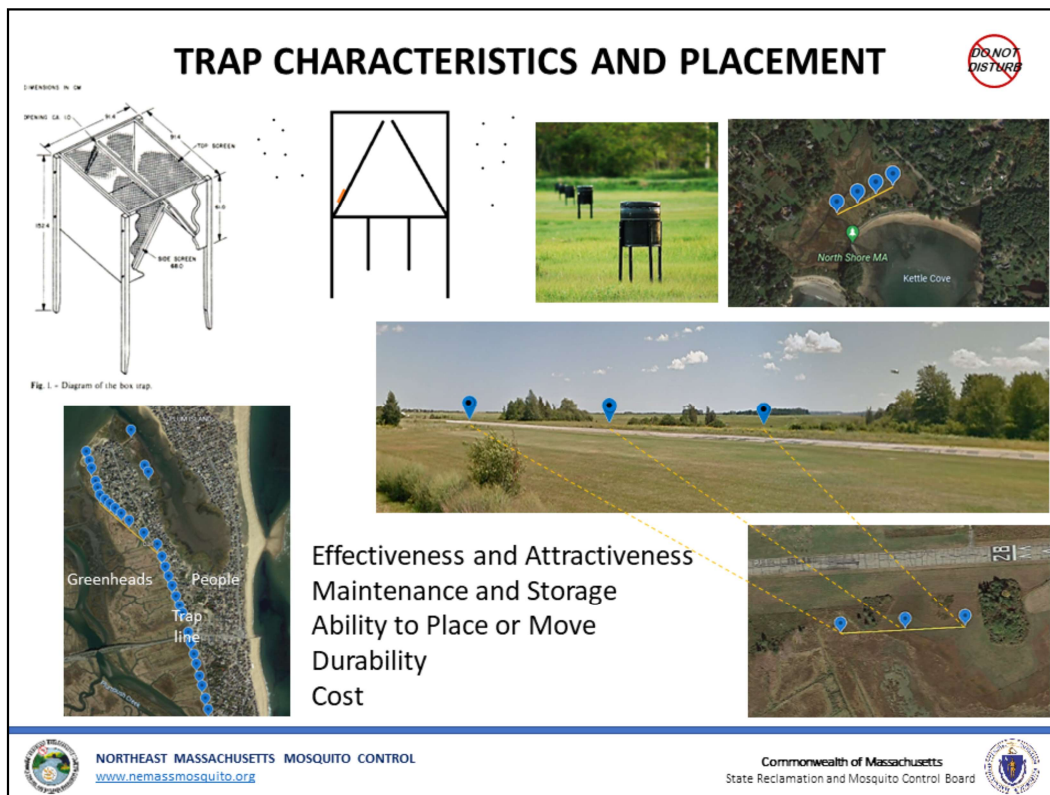 TRAP CHARACTERISTICS AND PLACEMENT
DO NOT
DISTURB
DIMENSIONS IN CM
OPENING CA. 1.0
91.4
91.4
TOP SCREEN
61.0
152.4
SIDE SCREEN
68.0
Fig. 1. - Diagram of the box trap.
North Shore MA
Kettle Cove
Greenheads
People
Trap
line
28
Effectiveness and Attractiveness
Maintenance and Storage
Ability to Place or Move
Durability
Cost
NORTHEAST MASSACHUSETTS MOSQUITO CONTROL
www.nemassmosquito.org
Commonwealth of Massachusetts
State Reclamation and Mosquito Control Board